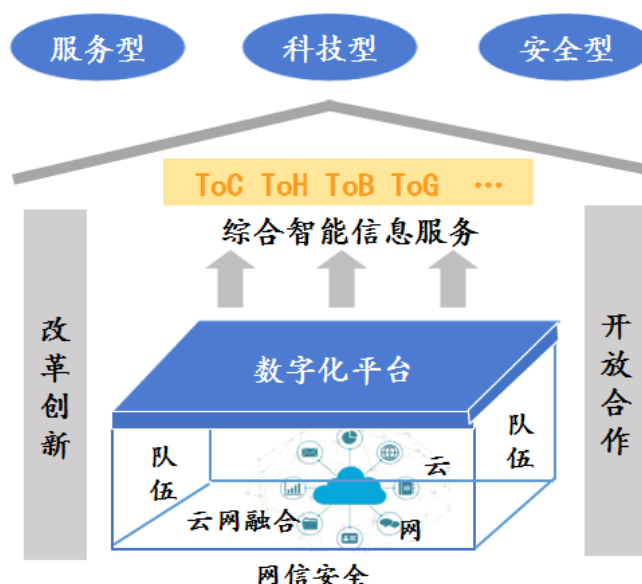 服务型 科技型 安全型
ToC ToH ToB ToG …
综合智能信息服务
改革创新
开放合作
数字化平台
队伍
队伍
云
云网融合
网
网信安全